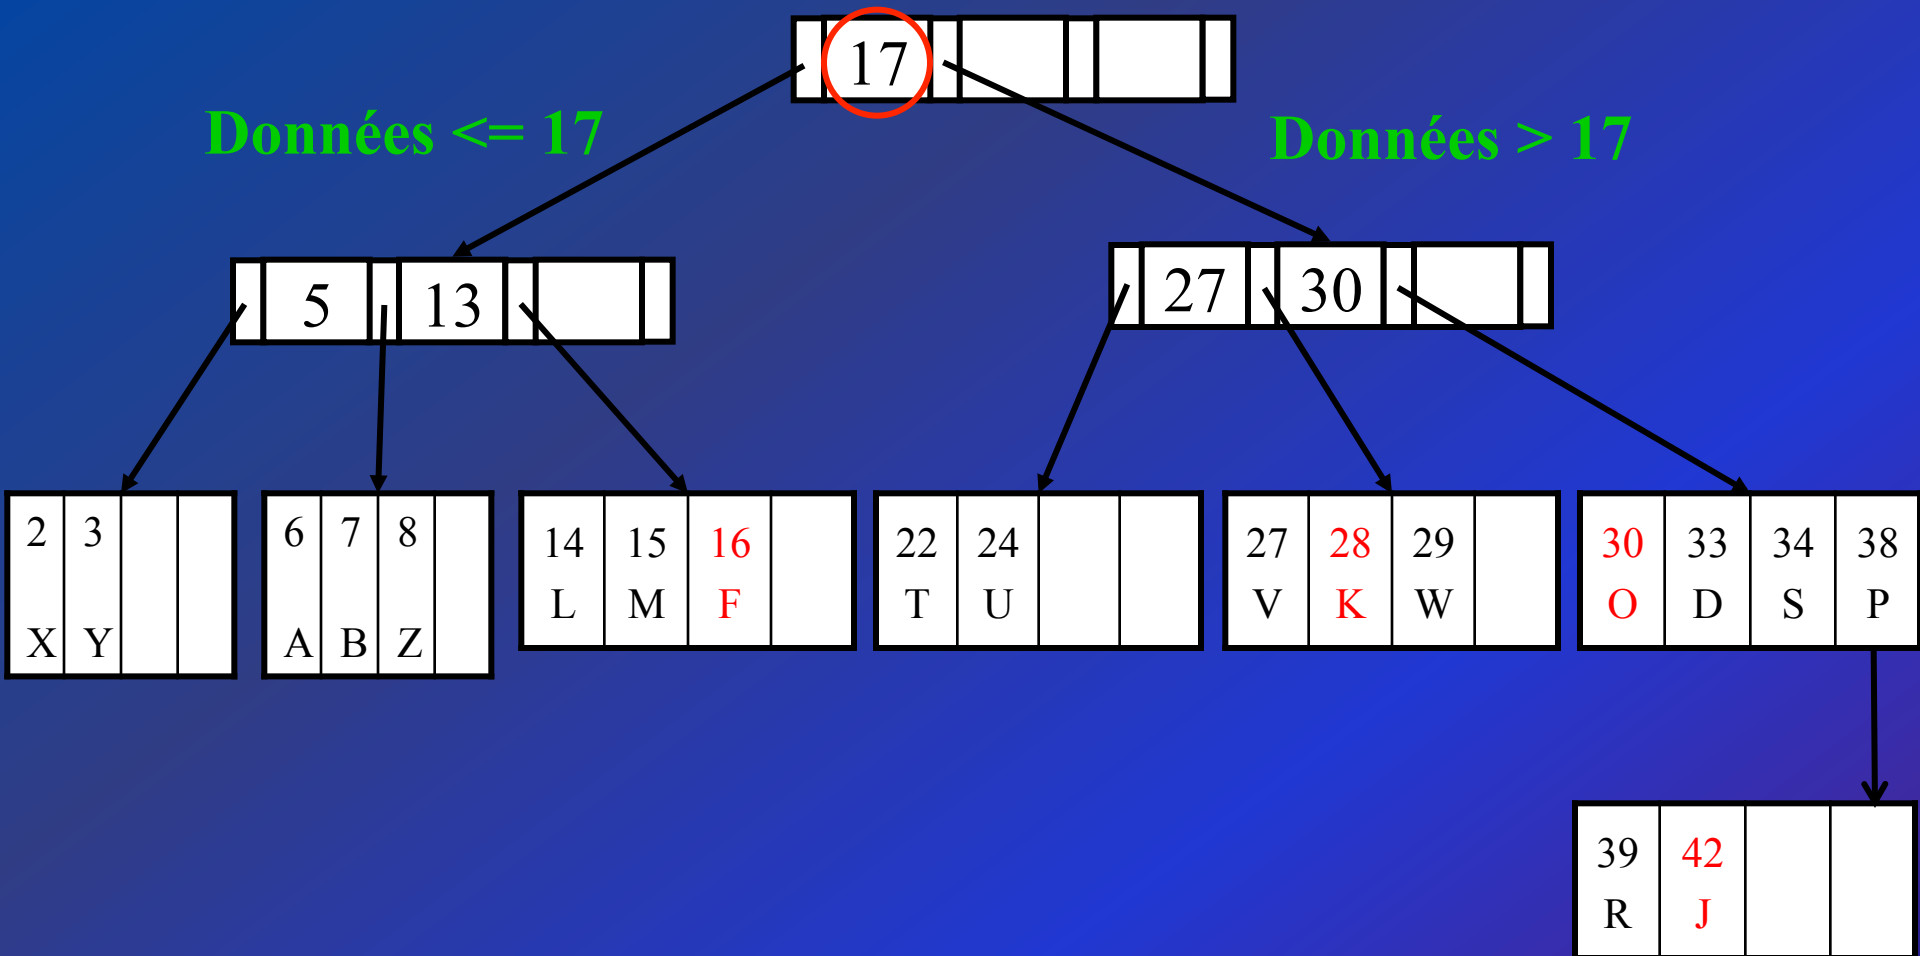 17
Données <= 17
Données > 17
5 13
27 30
2 3
X Y
6 7 8
A B Z
14 15 16
L M F
22 24
T U
27 28 29
V K W
30 33 34 38
O D S P
39 42
R J